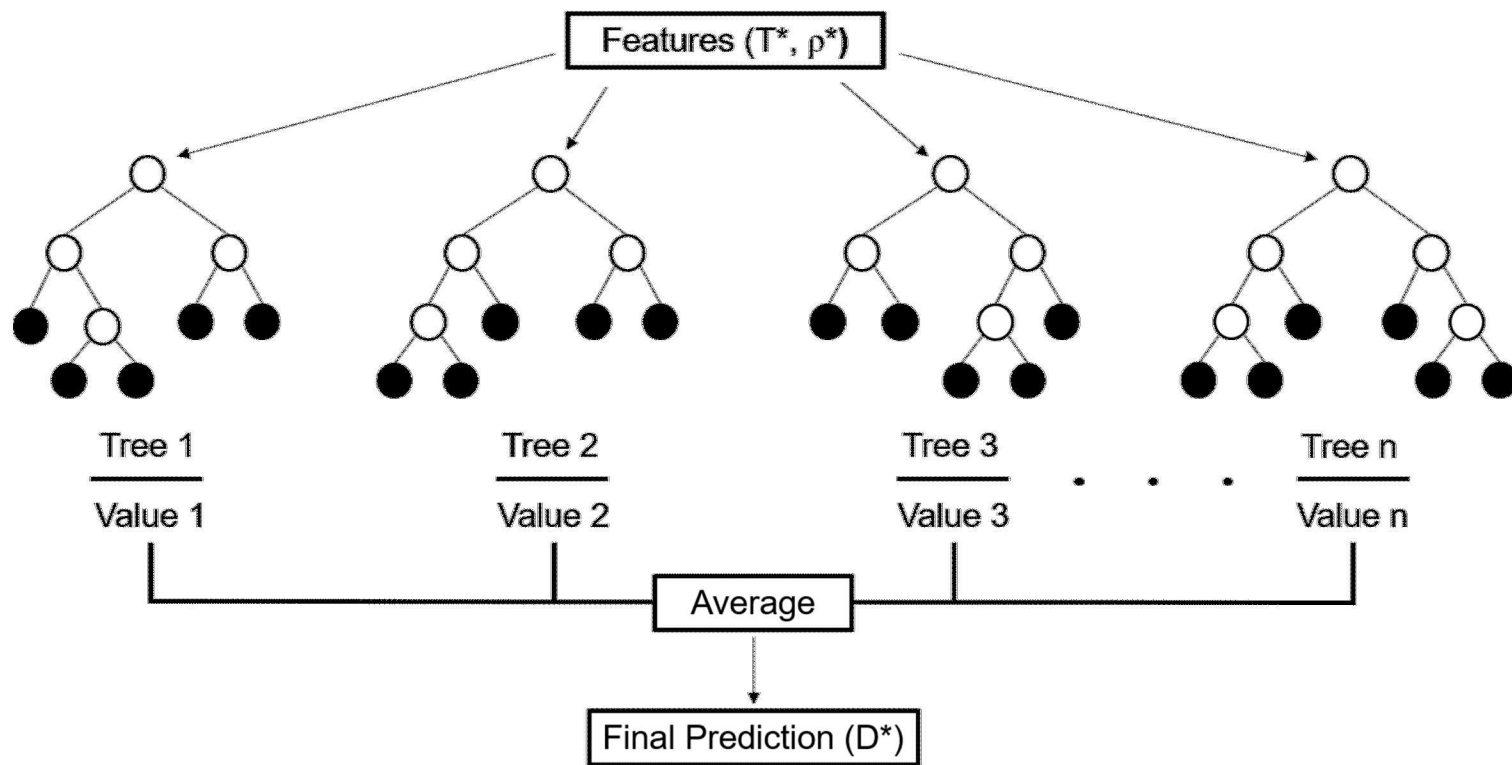 Features (T*, ρ*)
Tree 1
Tree 2
Tree 3
Tree n
Value 1
Value 2
Value 3
. . .
Value n
Average
Final Prediction (D*)